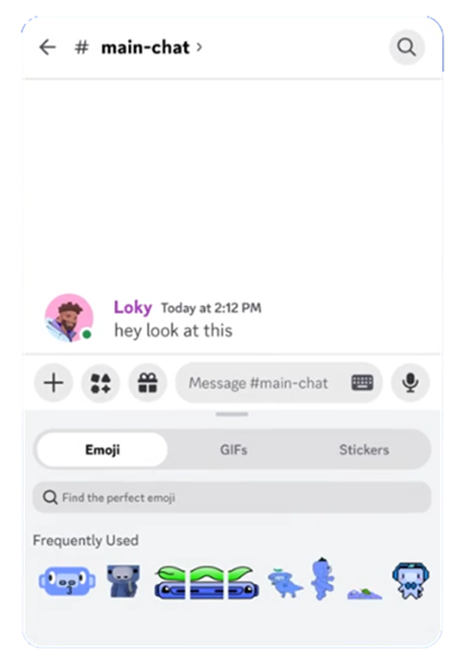 # main-chat ›
Loky Today at 2:12 PM
hey look at this
Message #main-chat
Emoji GIFs Stickers
Find the perfect emoji
Frequently Used